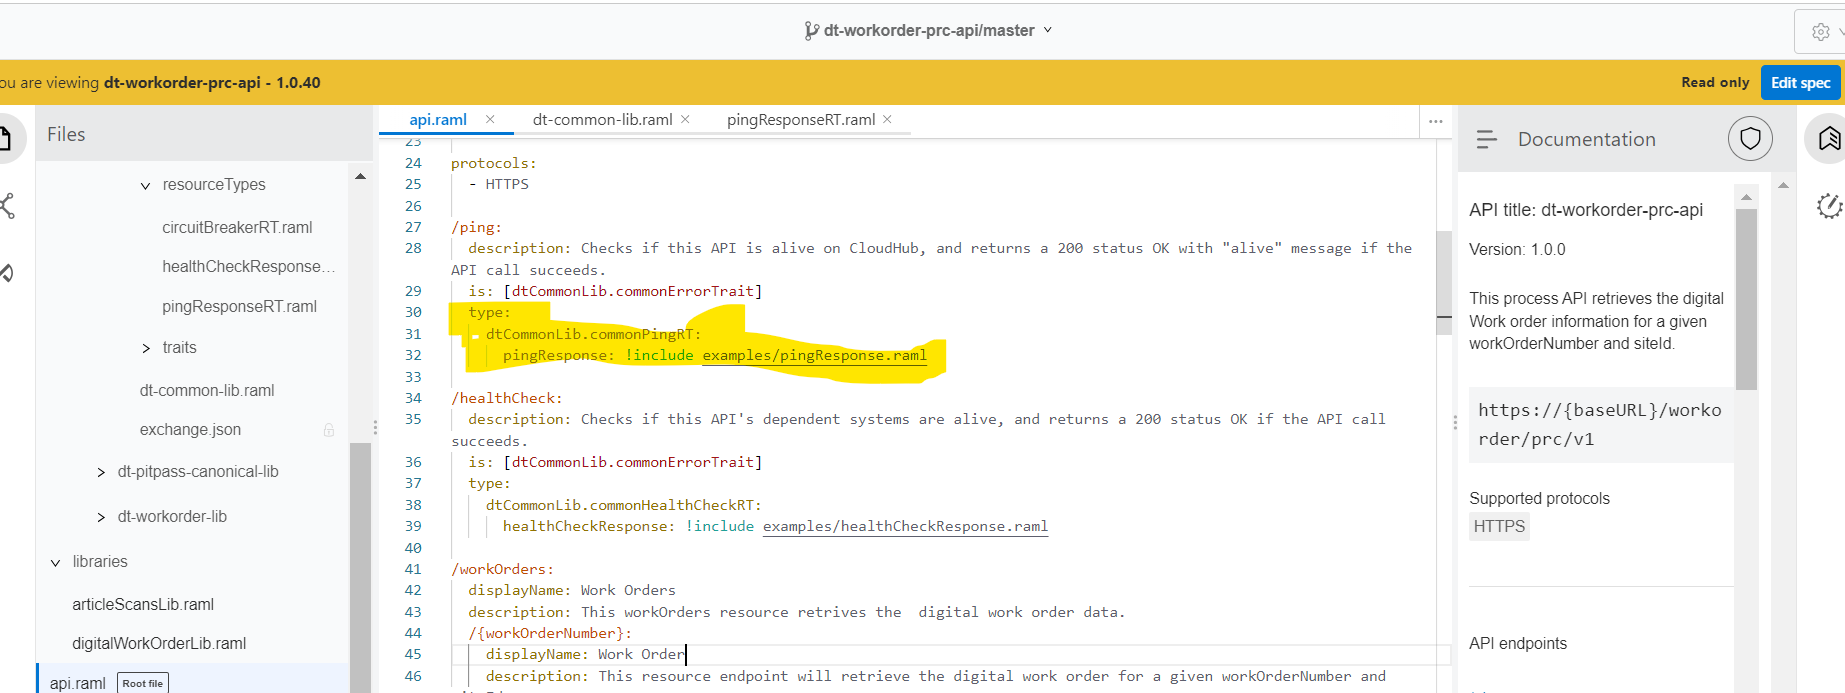 dt-workorder-prc-api/master
ou are viewing dt-workorder-prc-api - 1.0.40
Read only
Edit spec
Files
resourceTypes
circuitBreakerRT.raml
healthCheckResponse...
pingResponseRT.raml
traits
dt-common-lib.raml
exchange.json
dt-pitpass-canonical-lib
dt-workorder-lib
libraries
articleScansLib.raml
digitalWorkOrderLib.raml
api.raml Root file
api.raml × dt-common-lib.raml × pingResponseRT.raml × ...
23
24 protocols:
25 - HTTPS
26
27 /ping:
28 description: Checks if this API is alive on CloudHub, and returns a 200 status OK with "alive" message if the
API call succeeds.
29 is: [dtCommonLib.commonErrorTrait]
30 type:
31 dtCommonLib.commonPingRT:
32 pingResponse: !include examples/pingResponse.raml
33
34 /healthCheck:
35 description: Checks if this API's dependent systems are alive, and returns a 200 status OK if the API call
succeeds.
36 is: [dtCommonLib.commonErrorTrait]
37 type:
38 dtCommonLib.commonHealthCheckRT:
39 healthCheckResponse: !include examples/healthCheckResponse.raml
40
41 /workOrders:
42 displayName: Work Orders
43 description: This workOrders resource retrives the  digital work order data.
44 /{workOrderNumber}:
45 displayName: Work Order
46 description: This resource endpoint will retrieve the digital work order for a given workOrderNumber and
Documentation
API title: dt-workorder-prc-api
Version: 1.0.0
This process API retrieves the digital
Work order information for a given
workOrderNumber and siteId.
https://{baseURL}/worko
rder/prc/v1
Supported protocols
HTTPS
API endpoints